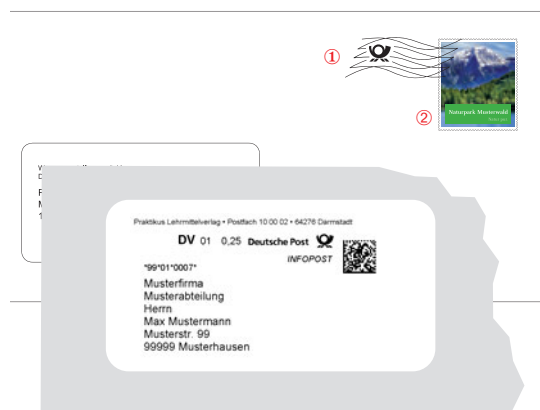 ①
②
Naturpark Musterwald
Praktikus Lehrmittelverlag • Postfach 10 00 02 • 64276 Darmstadt
DV 01 0,25 Deutsche Post
INFOPOST
*99*01*0007*
Musterfirma
Musterabteilung
Herrn
Max Mustermann
Musterstr. 99
99999 Musterhausen